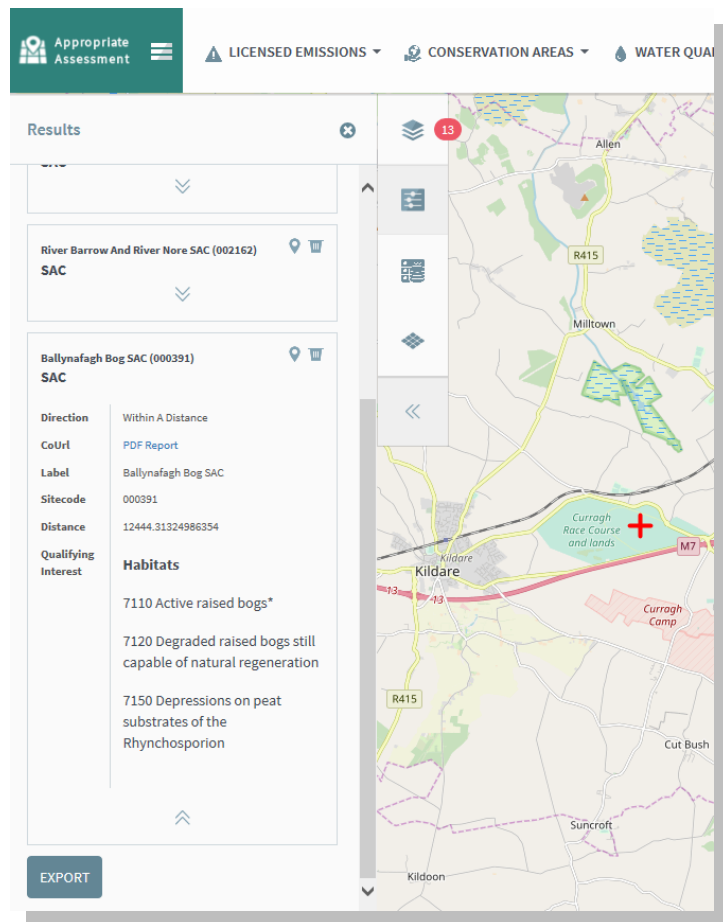 Appropriate
Assessment
LICENSED EMISSIONS
CONSERVATION AREAS
WATER QUAL
Results
13
River Barrow And River Nore SAC (002162)
SAC
Ballynafagh Bog SAC (000391)
SAC
Direction Within A Distance
CoUrl PDF Report
Label Ballynafagh Bog SAC
Sitecode 000391
Distance 12444.31324986354
Qualifying
Interest
Habitats
7110 Active raised bogs*
7120 Degraded raised bogs still
capable of natural regeneration
7150 Depressions on peat
substrates of the
Rhynchosporion
EXPORT
Allen
R415
Milltown
Curragh
Race Course
and lands
M7
Kildare
Kildare
13
13
Curragh
Camp
R415
Cut Bush
Suncroft
Kildoon